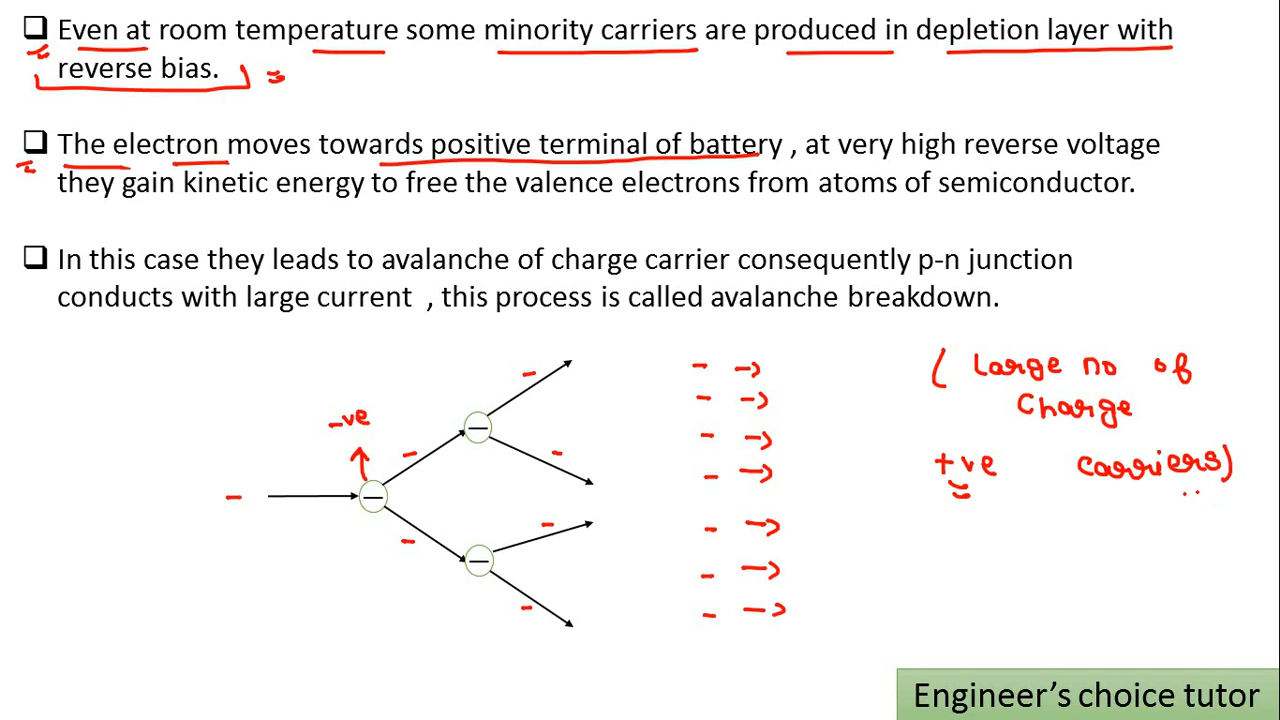 Even at room temperature some minority carriers are produced in depletion layer with
reverse bias.
The electron moves towards positive terminal of battery , at very high reverse voltage
they gain kinetic energy to free the valence electrons from atoms of semiconductor.
In this case they leads to avalanche of charge carrier consequently p-n junction
conducts with large current , this process is called avalanche breakdown.
-ve
( Large no of
Charge
+ve carriers)
Engineer's choice tutor